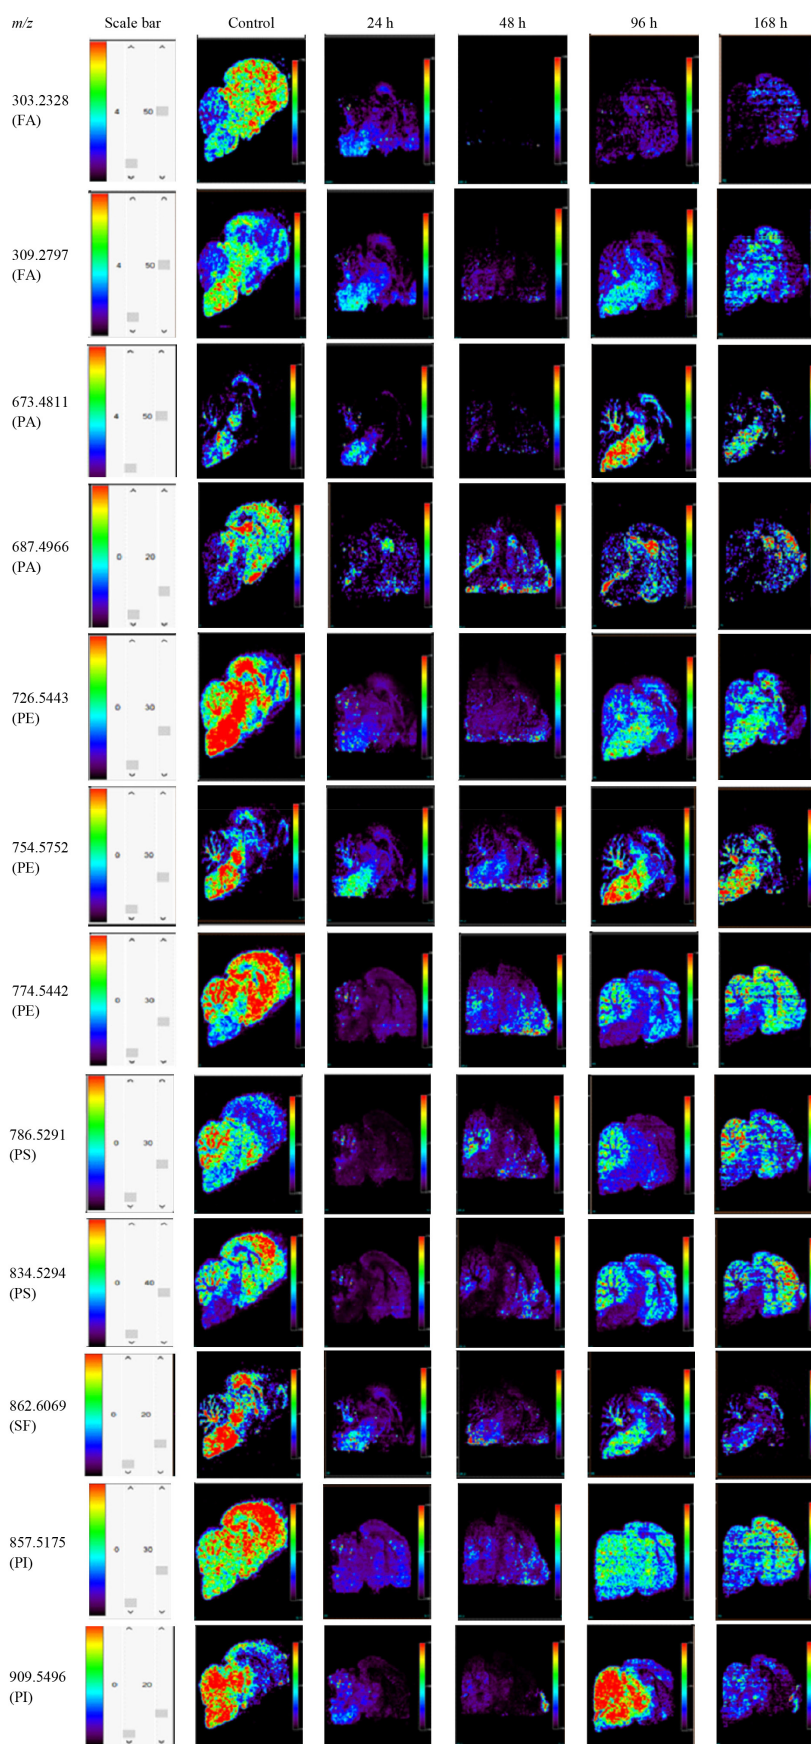 m/z Scale bar Control 24 h 48 h 96 h 168 h
303.2328
(FA)
4 50
309.2797
(FA)
4 50
673.4811
(PA)
4 50
687.4966
(PA)
0 20
726.5443
(PE)
0 30
754.5752
(PE)
0 30
774.5442
(PE)
0 30
786.5291
(PS)
0 30
834.5294
(PS)
0 40
862.6069
(SF)
0 20
857.5175
(PI)
0 30
909.5496
(PI)
0 20